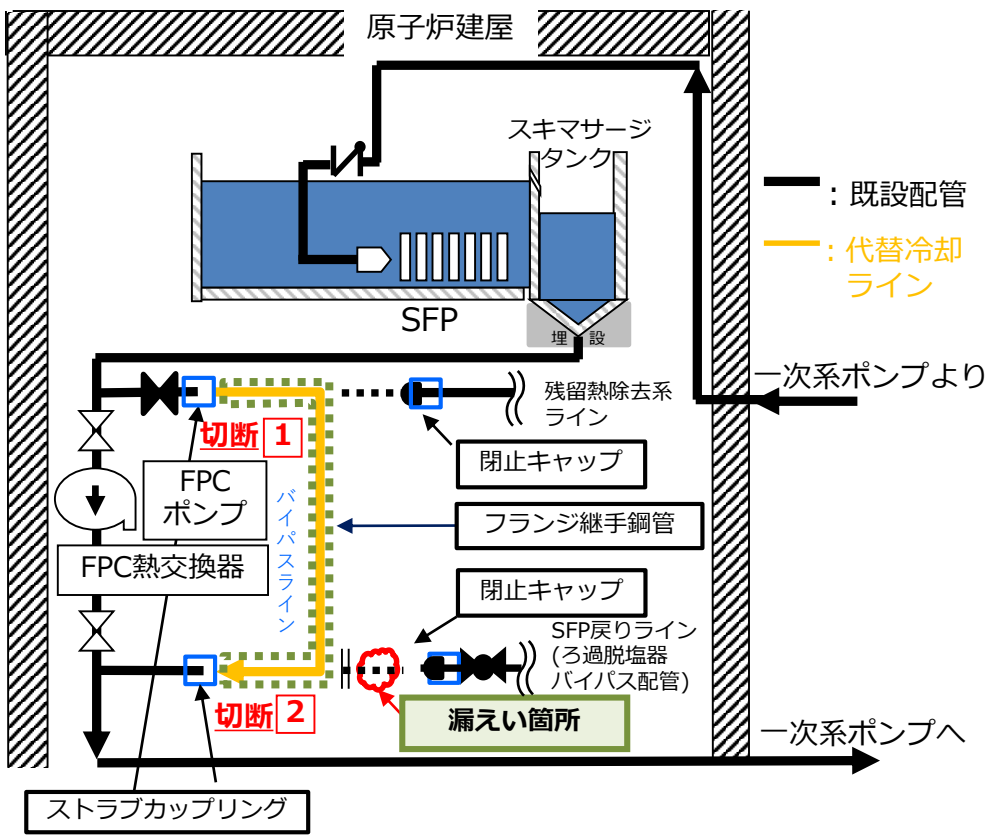 原子炉建屋
スキマサージ
タンク
：既設配管
：代替冷却
ライン
SFP
埋 設
一次系ポンプより
残留熱除去系
ライン
切断 1
閉止キャップ
FPC
ポンプ
バイパスライン
フランジ継手鋼管
FPC熱交換器
閉止キャップ
SFP戻りライン
(ろ過脱塩器
バイパス配管)
切断 2
漏えい箇所
一次系ポンプへ
ストラブカップリング